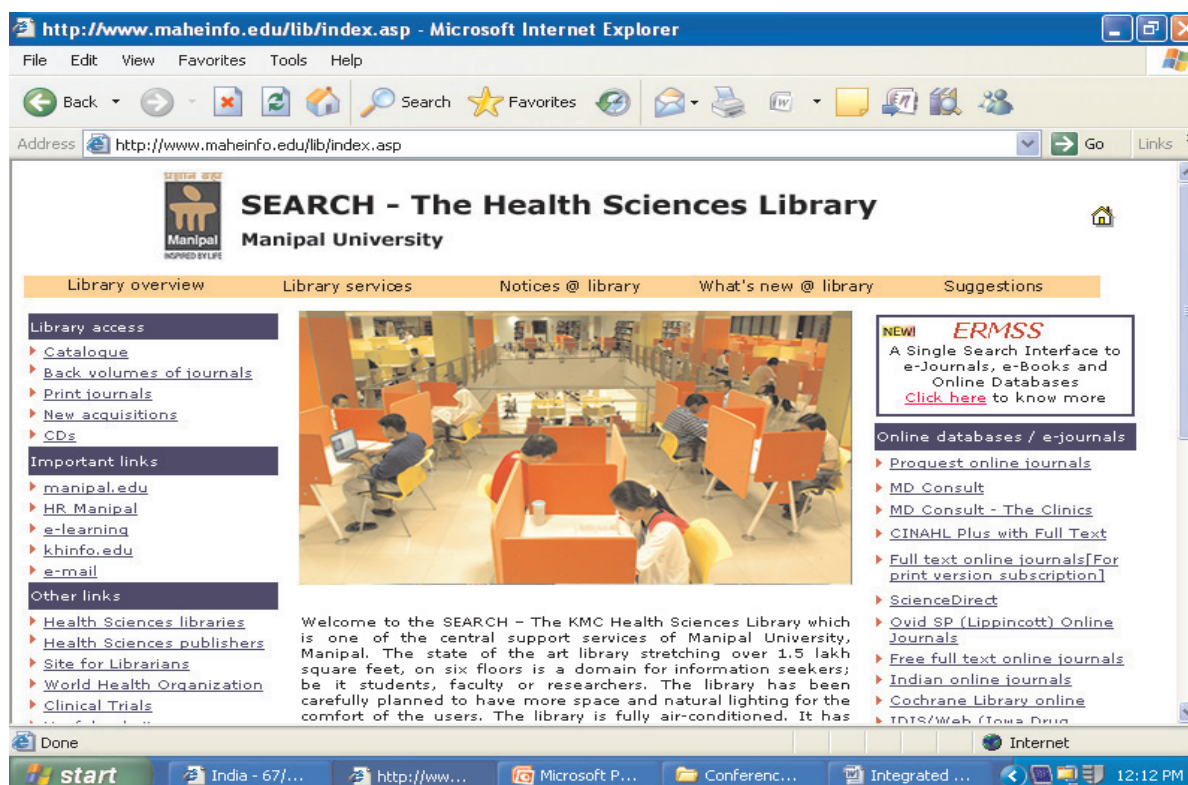 http://www.maheinfo.edu/lib/index.asp - Microsoft Internet Explorer
File Edit View Favorites Tools Help
Back Search Favorites
Address http://www.maheinfo.edu/lib/index.asp Go Links
प्रज्ञानं ब्रह्म
Manipal
INSPIRED BY LIFE
SEARCH - The Health Sciences Library
Manipal University
Library overview Library services Notices @ library What's new @ library Suggestions
Library access
Catalogue
Back volumes of journals
Print journals
New acquisitions
CDs
Important links
manipal.edu
HR Manipal
e-learning
khinfo.edu
e-mail
Other links
Health Sciences libraries
Health Sciences publishers
Site for Librarians
World Health Organization
Clinical Trials
Welcome to the SEARCH – The KMC Health Sciences Library which
is one of the central support services of Manipal University,
Manipal. The state of the art library stretching over 1.5 lakh
square feet, on six floors is a domain for information seekers;
be it students, faculty or researchers. The library has been
carefully planned to have more space and natural lighting for the
comfort of the users. The library is fully air-conditioned. It has
NEW! ERMSS
A Single Search Interface to
e-Journals, e-Books and
Online Databases
Click here to know more
Online databases / e-journals
Proquest online journals
MD Consult
MD Consult - The Clinics
CINAHL Plus with Full Text
Full text online journals[For
print version subscription]
ScienceDirect
Ovid SP (Lippincott) Online
Journals
Free full text online journals
Indian online journals
Cochrane Library online
IDIS/Web (Iowa Drug
Done Internet
start India - 67/... http://ww... Microsoft P... Conferenc... Integrated ... 12:12 PM